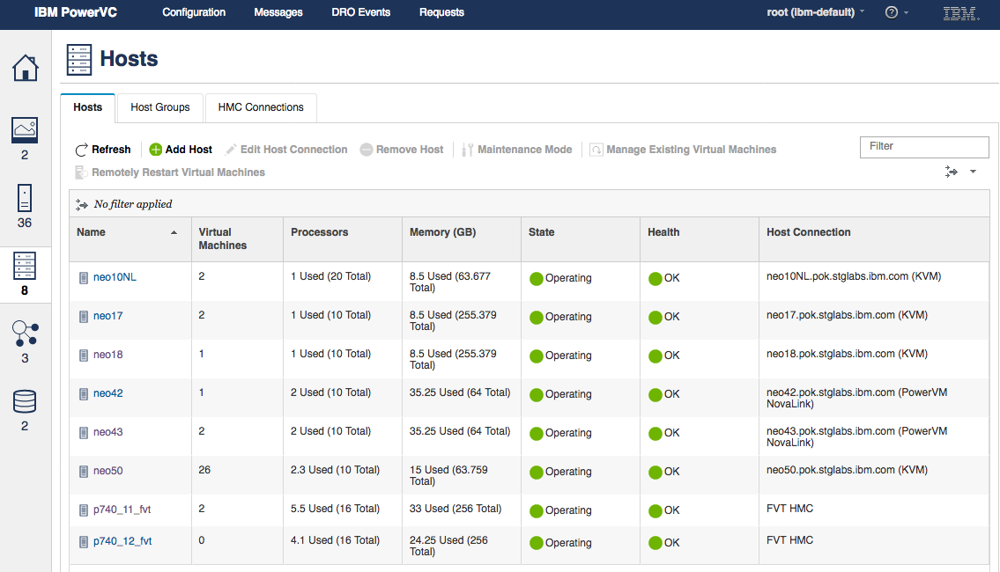 IBM PowerVC Configuration Messages DRO Events Requests root (ibm-default) ? IBM
Hosts
Hosts Host Groups HMC Connections
Refresh Add Host Edit Host Connection Remove Host Maintenance Mode Manage Existing Virtual Machines Filter
Remotely Restart Virtual Machines
2
36
8
3
2
No filter applied
Name Virtual Machines Processors Memory (GB) State Health Host Connection
neo10NL 2 1 Used (20 Total) 8.5 Used (63.677 Total) Operating OK neo10NL.pok.stglabs.ibm.com (KVM)
neo17 2 1 Used (10 Total) 8.5 Used (255.379 Total) Operating OK neo17.pok.stglabs.ibm.com (KVM)
neo18 1 1 Used (10 Total) 8.5 Used (255.379 Total) Operating OK neo18.pok.stglabs.ibm.com (KVM)
neo42 1 2 Used (10 Total) 35.25 Used (64 Total) Operating OK neo42.pok.stglabs.ibm.com (PowerVM NovaLink)
neo43 2 2 Used (10 Total) 35.25 Used (64 Total) Operating OK neo43.pok.stglabs.ibm.com (PowerVM NovaLink)
neo50 26 2.3 Used (10 Total) 15 Used (63.759 Total) Operating OK neo50.pok.stglabs.ibm.com (KVM)
p740_11_fvt 2 5.5 Used (16 Total) 33 Used (256 Total) Operating OK FVT HMC
p740_12_fvt 0 4.1 Used (16 Total) 24.25 Used (256 Total) Operating OK FVT HMC